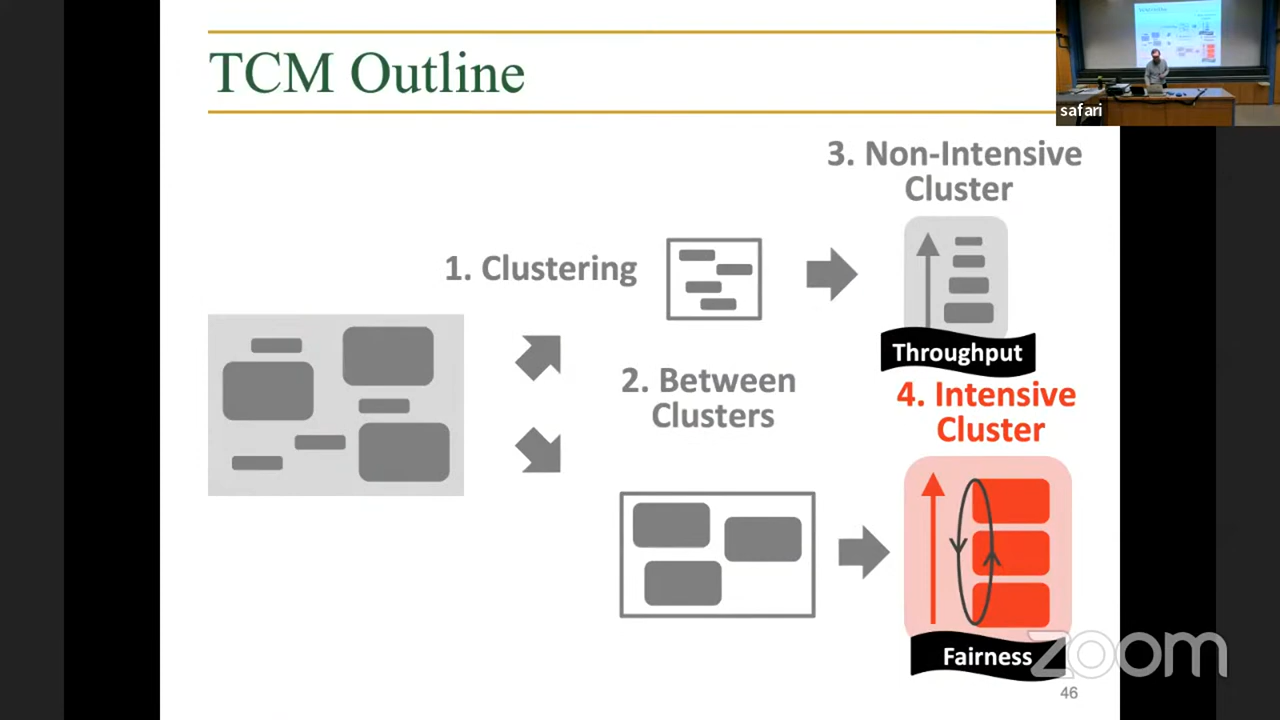 TCM Outline
safari
3. Non-Intensive
Cluster
1. Clustering
Throughput
2. Between
Clusters
4. Intensive
Cluster
Fairness
zoom
46